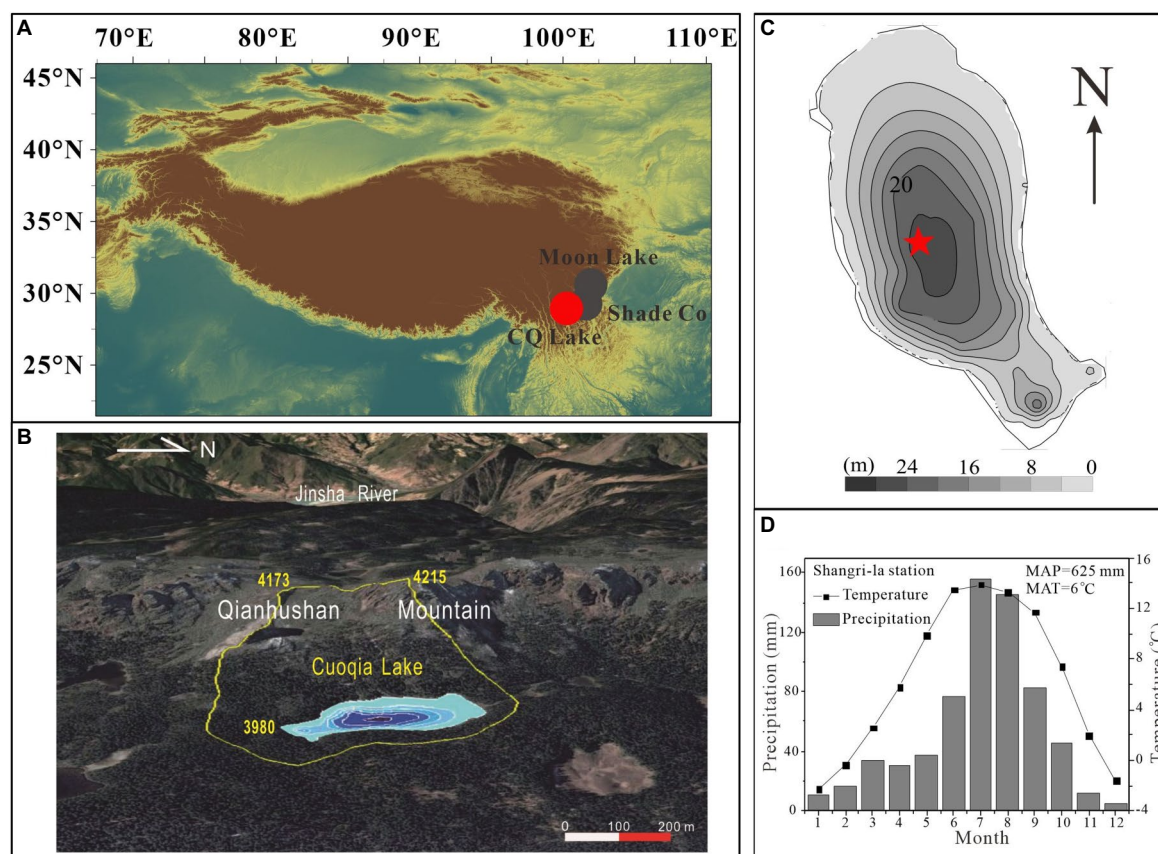 A
70°E 80°E 90°E 100°E 110°E
45°N
40°N
35°N
30°N
25°N
Moon Lake
Shade Co
CQ Lake
B
N
Jinsha River
4173
4215
Qianhushan Mountain
Cuoqia Lake
3980
0 100 200 m
C
N
20
(m) 24 16 8 0
D
Shangri-la station
Temperature
Precipitation
MAP=625 mm
MAT=6℃
Precipitation (mm)
160
120
80
40
0
Temperature (℃)
16
12
8
4
0
-4
1 2 3 4 5 6 7 8 9 10 11 12
Month